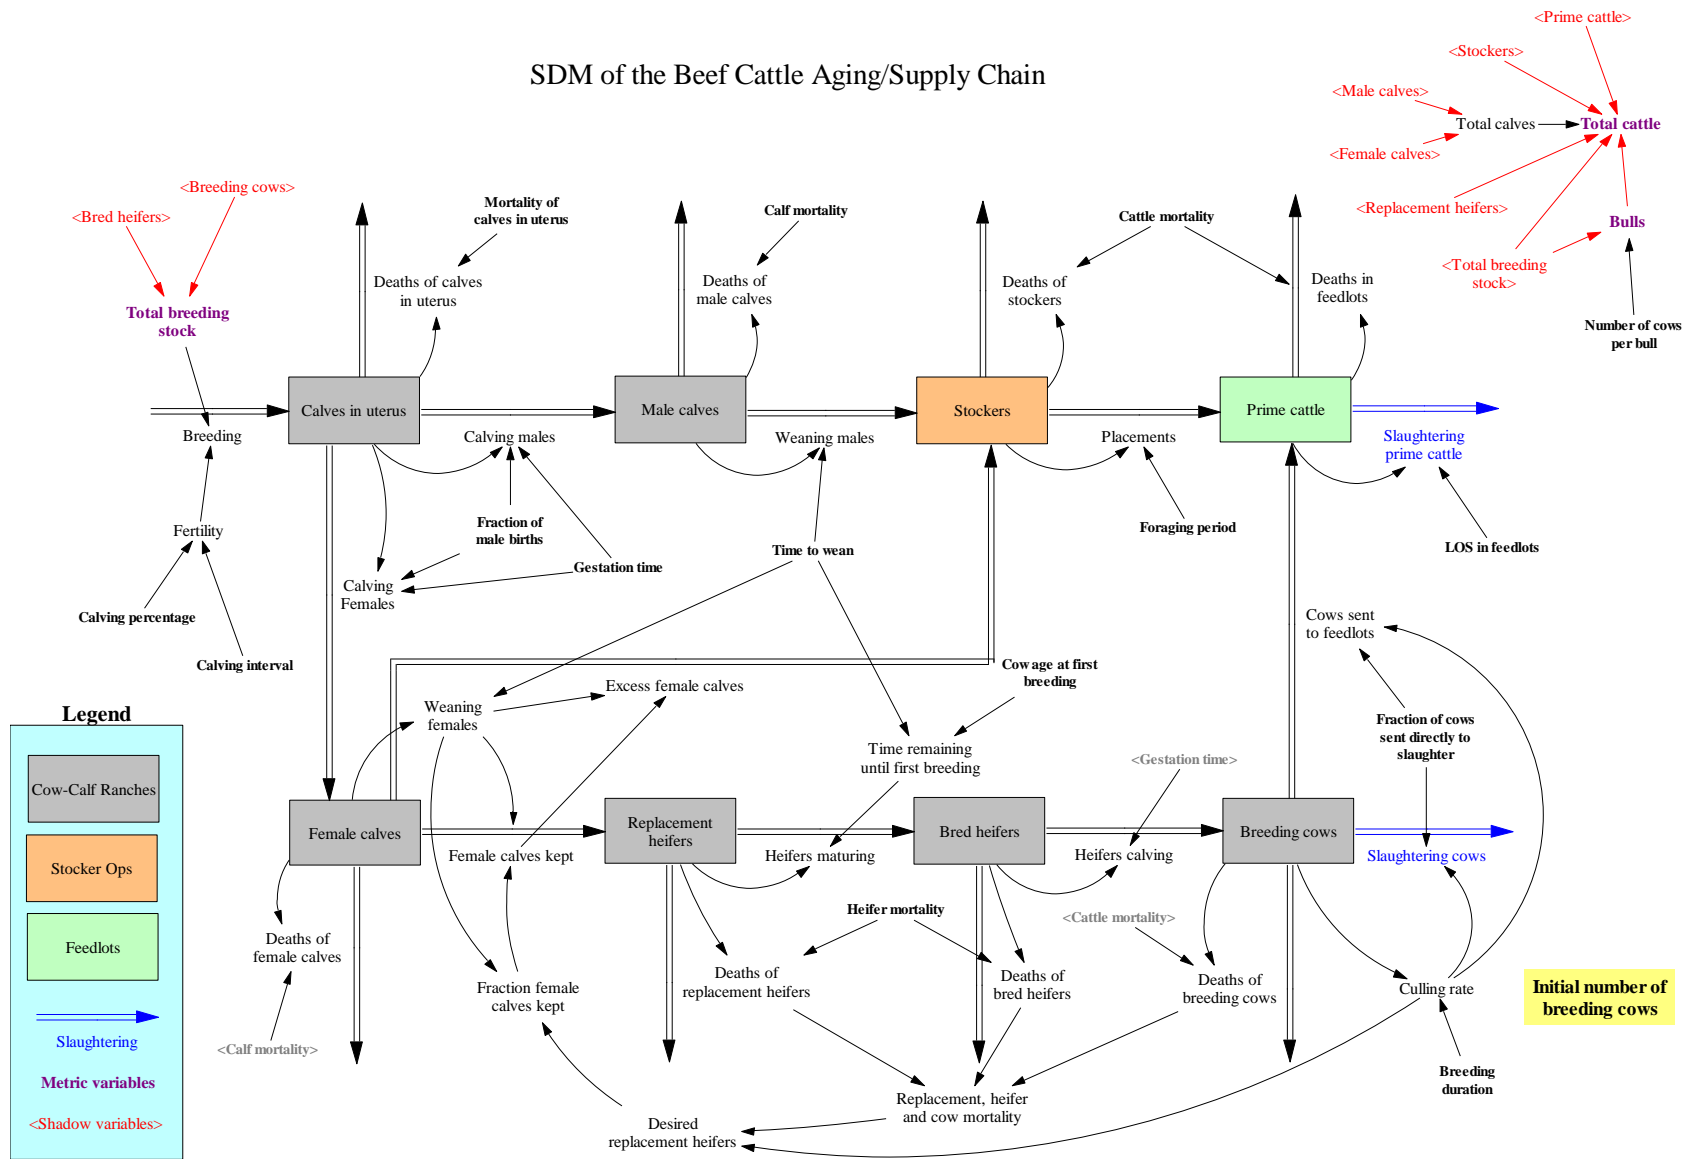 SDM of the Beef Cattle Aging/Supply Chain
<Prime cattle>
<Stockers>
<Male calves>
Total calves
Total cattle
<Female calves>
<Replacement heifers>
Bulls
<Total breeding
stock>
Number of cows
per bull
<Breeding cows>
<Bred heifers>
Total breeding
stock
Mortality of
calves in uterus
Deaths of calves
in uterus
Calf mortality
Deaths of
male calves
Cattle mortality
Deaths of
stockers
Deaths in
feedlots
Calves in uterus
Male calves
Stockers
Prime cattle
Breeding
Calving males
Weaning males
Placements
Slaughtering
prime cattle
Fertility
Fraction of
male births
Time to wean
Foraging period
LOS in feedlots
Gestation time
Calving
Females
Calving percentage
Calving interval
Cows sent
to feedlots
Cow age at first
breeding
Excess female calves
Weaning
females
Fraction of cows
sent directly to
slaughter
Time remaining
until first breeding
<Gestation time>
Female calves
Replacement
heifers
Bred heifers
Breeding cows
Female calves kept
Heifers maturing
Heifers calving
Slaughtering cows
Heifer mortality
<Cattle mortality>
Deaths of
female calves
Fraction female
calves kept
Deaths of
replacement heifers
Deaths of
bred heifers
Deaths of
breeding cows
Culling rate
Initial number of
breeding cows
<Calf mortality>
Breeding
duration
Replacement, heifer
and cow mortality
Desired
replacement heifers
Legend
Cow-Calf Ranches
Stocker Ops
Feedlots
Slaughtering
Metric variables
<Shadow variables>